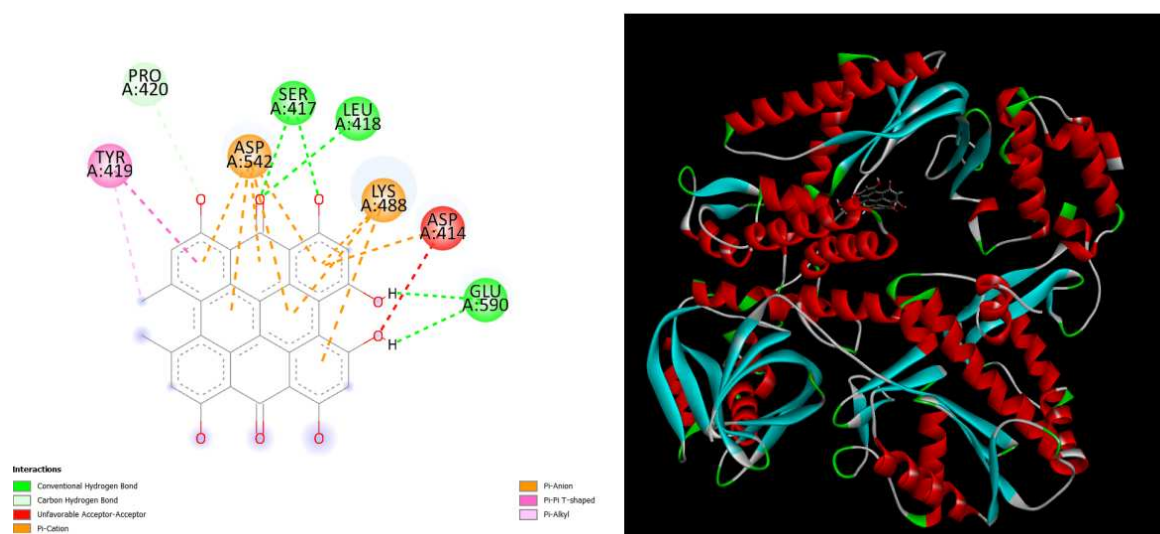 PRO
A:420
SER
A:417
LEU
A:418
TYR
A:419
ASP
A:542
LYS
A:488
ASP
A:414
GLU
A:590
O O O
O H
O H
O O O
Interactions
Conventional Hydrogen Bond
Carbon Hydrogen Bond
Unfavorable Acceptor-Acceptor
Pi-Cation
Pi-Anion
Pi-Pi T-shaped
Pi-Alkyl